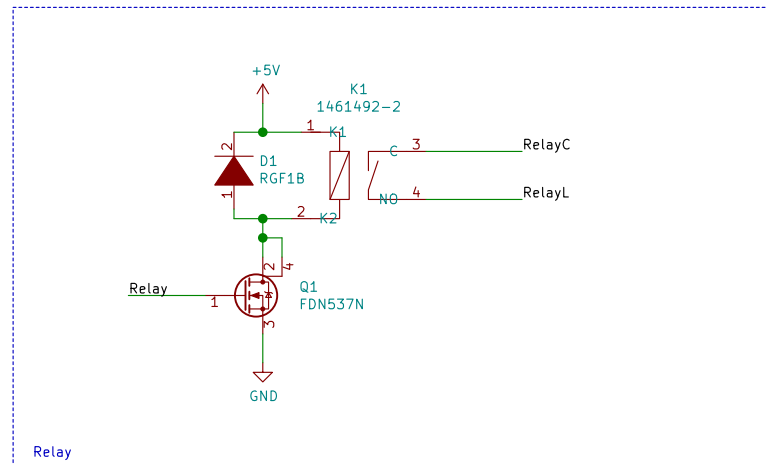 +5V
K1
1461492-2
1
K1
2
D1
RGF1B
1
C
3
RelayC
NO
4
RelayL
2
K2
2
4
Relay
1
Q1
FDN537N
3
GND
Relay